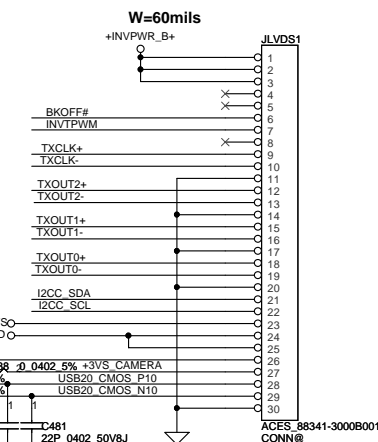 W=60mils
+INVPWR_B+
JLVDS1
1
2
3
4
5
BKOFF# 6
INVTPWM 7
8
TXCLK+ 9
TXCLK- 10
11
TXOUT2+ 12
TXOUT2- 13
14
TXOUT1+ 15
TXOUT1- 16
17
TXOUT0+ 18
TXOUT0- 19
20
I2CC_SDA 21
I2CC_SCL 22
S 23
D 24
25
0_0402_5% +3VS_CAMERA 26
27
% USB20_CMOS_P10 28
% USB20_CMOS_N10 29
30
1 1
C481
22P_0402_50V8J
ACES_88341-3000B001
CONN@